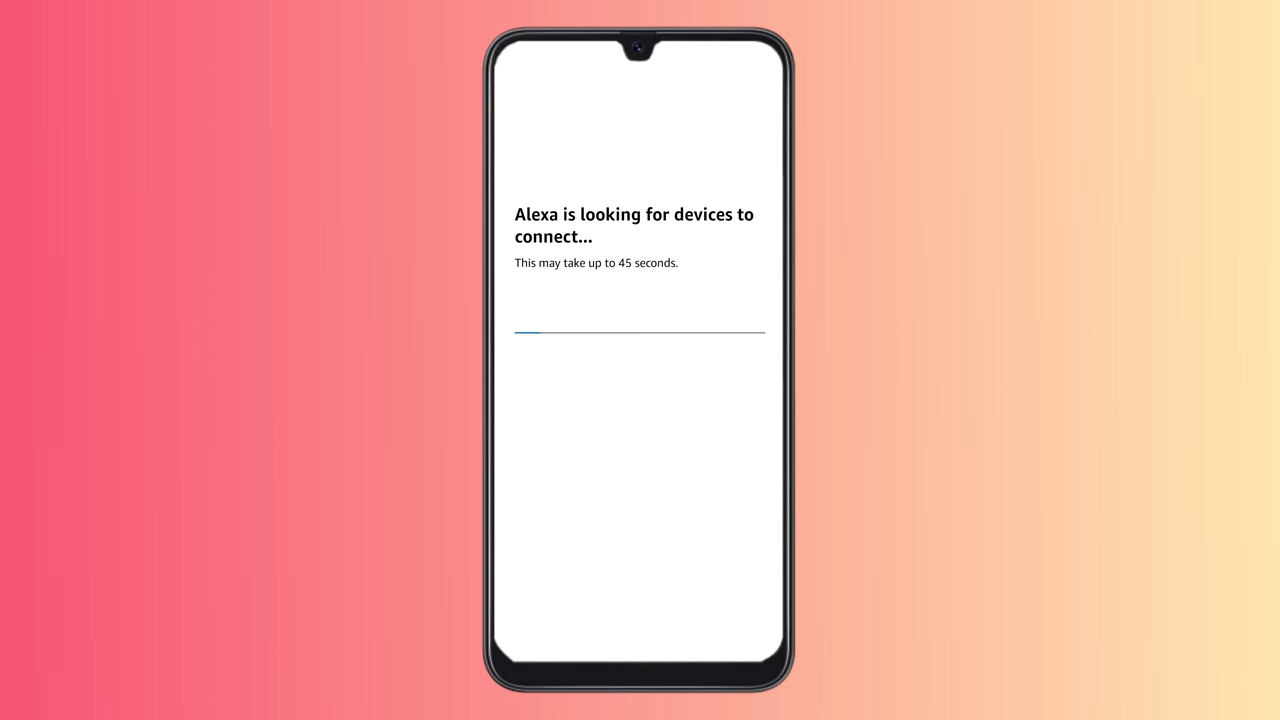 Alexa is looking for devices to
connect...
This may take up to 45 seconds.